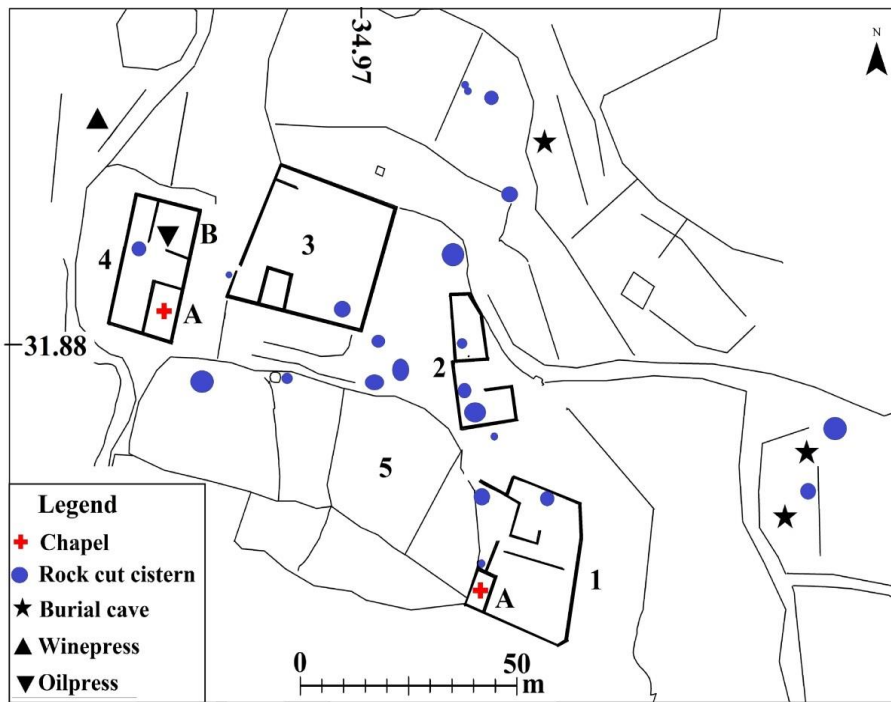 34.97
N
3
B
4
A
31.88
2
5
1
A
Legend
Chapel
Rock cut cistern
Burial cave
Winepress
Oilpress
0 50
m